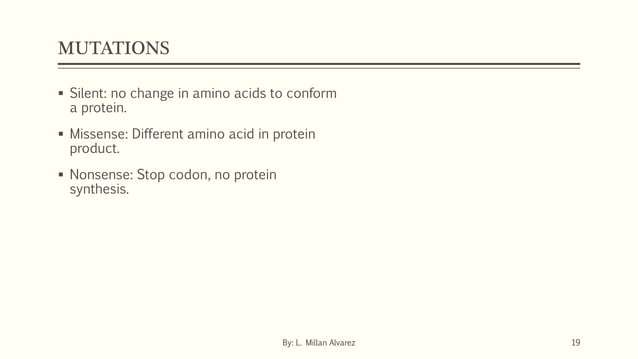 MUTATIONS
▪ Silent: no change in amino acids to conform
a protein.
▪ Missense: Different amino acid in protein
product.
▪ Nonsense: Stop codon, no protein
synthesis.
By: L. Millan Alvarez
19